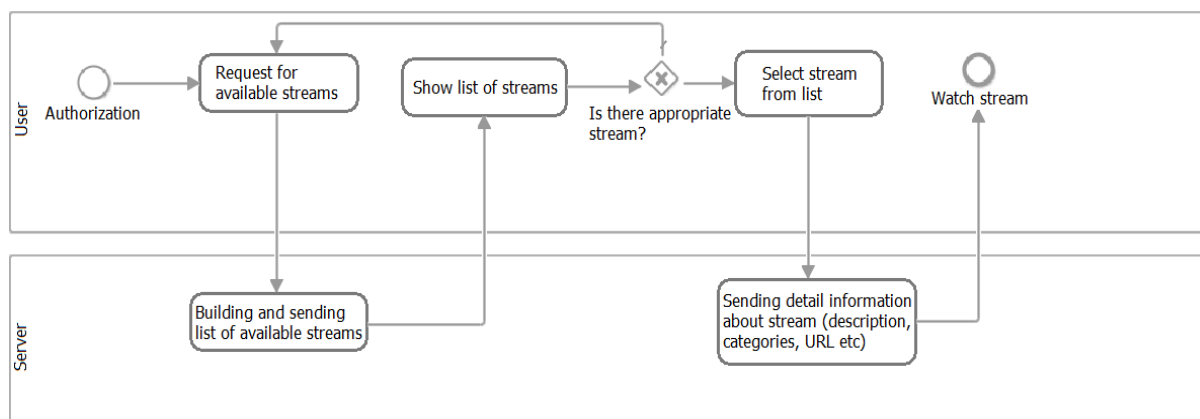 User
Authorization
Request for
available streams
Show list of streams
Is there appropriate
stream?
Select stream
from list
Watch stream
Server
Building and sending
list of available streams
Sending detail information
about stream (description,
categories, URL etc)